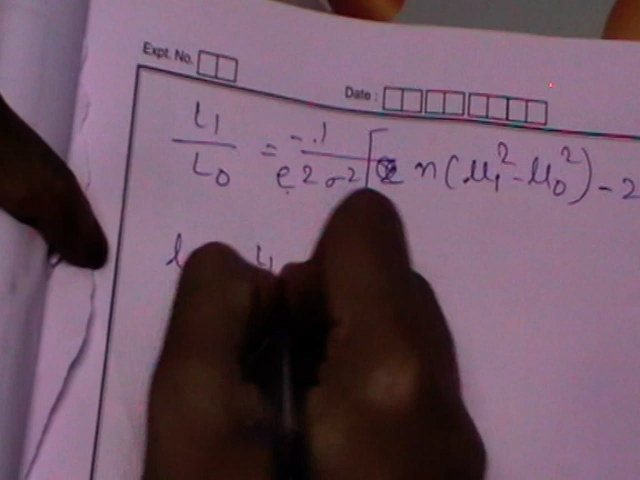 Expt. No.
Date :
L1/L0 = e^(-1/2σ²) [ n(μ1² - μ0²) - 2
l L1